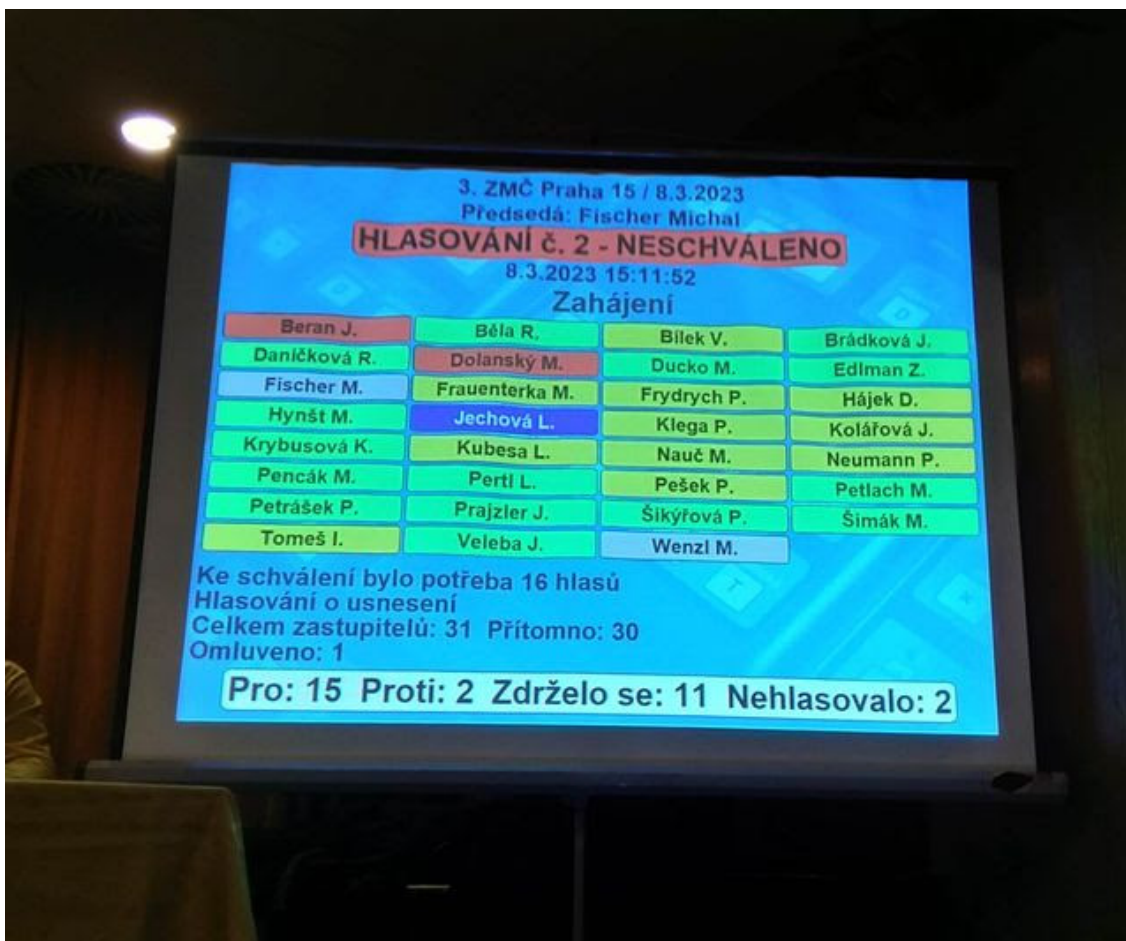 3. ZMČ Praha 15 / 8.3.2023
Předsedá: Fischer Michal
HLASOVÁNÍ č. 2 - NESCHVÁLENO
8.3.2023 15:11:52
Zahájení
Beran J. Běla R. Bílek V. Brádková J.
Daníčková R. Dolanský M. Ducko M. Edlman Z.
Fischer M. Frauenterka M. Frydrych P. Hájek D.
Hynšt M. Jechová L. Klega P. Kolářová J.
Krybusová K. Kubesa L. Nauč M. Neumann P.
Pencák M. Pertl L. Pešek P. Petlach M.
Petrášek P. Prajzler J. Šikýřová P. Šimák M.
Tomeš I. Veleba J. Wenzl M.
Ke schválení bylo potřeba 16 hlasů
Hlasování o usnesení
Celkem zastupitelů: 31 Přítomno: 30
Omluveno: 1
Pro: 15 Proti: 2 Zdrželo se: 11 Nehlasovalo: 2